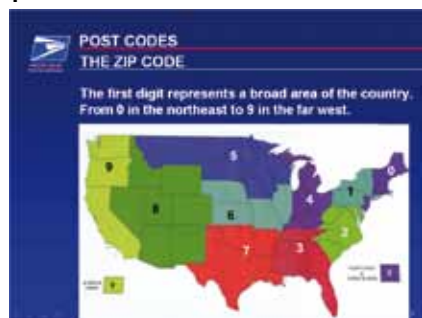 POST CODES
THE ZIP CODE
The first digit represents a broad area of the country.
From 0 in the northeast to 9 in the far west.
0
5
9
1
4
8
6
2
7
3